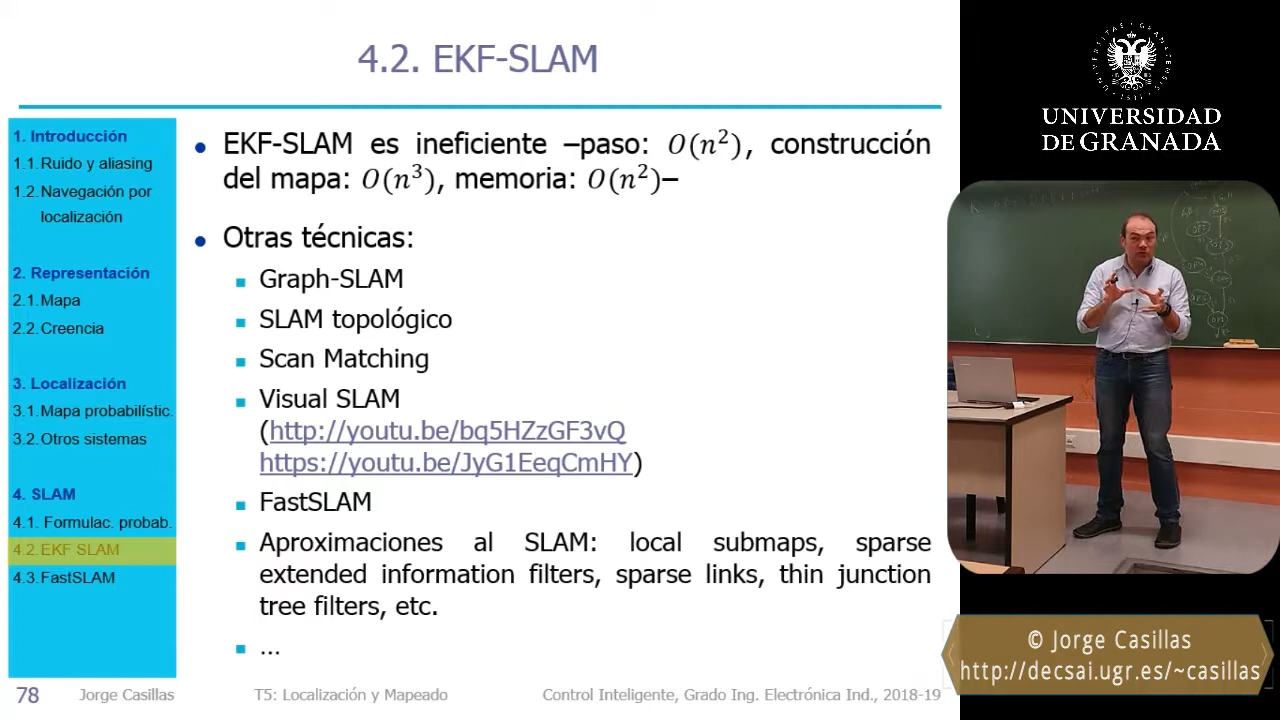 4.2. EKF-SLAM
1. Introducción
1.1. Ruido y aliasing
1.2. Navegación por
localización
2. Representación
2.1. Mapa
2.2. Creencia
3. Localización
3.1. Mapa probabilístic.
3.2. Otros sistemas
4. SLAM
4.1. Formulac. probab.
4.2. EKF SLAM
4.3. FastSLAM
• EKF-SLAM es ineficiente –paso: O(n²), construcción
del mapa: O(n³), memoria: O(n²)–
• Otras técnicas:
▪ Graph-SLAM
▪ SLAM topológico
▪ Scan Matching
▪ Visual SLAM
(http://youtu.be/bq5HZzGF3vQ
https://youtu.be/JyG1EeqCmHY)
▪ FastSLAM
▪ Aproximaciones al SLAM: local submaps, sparse
extended information filters, sparse links, thin junction
tree filters, etc.
▪ ...
78 Jorge Casillas T5: Localización y Mapeado Control Inteligente, Grado Ing. Electrónica Ind., 2018-19
UNIVERSIDAD
DE GRANADA
© Jorge Casillas
http://decsai.ugr.es/~casillas